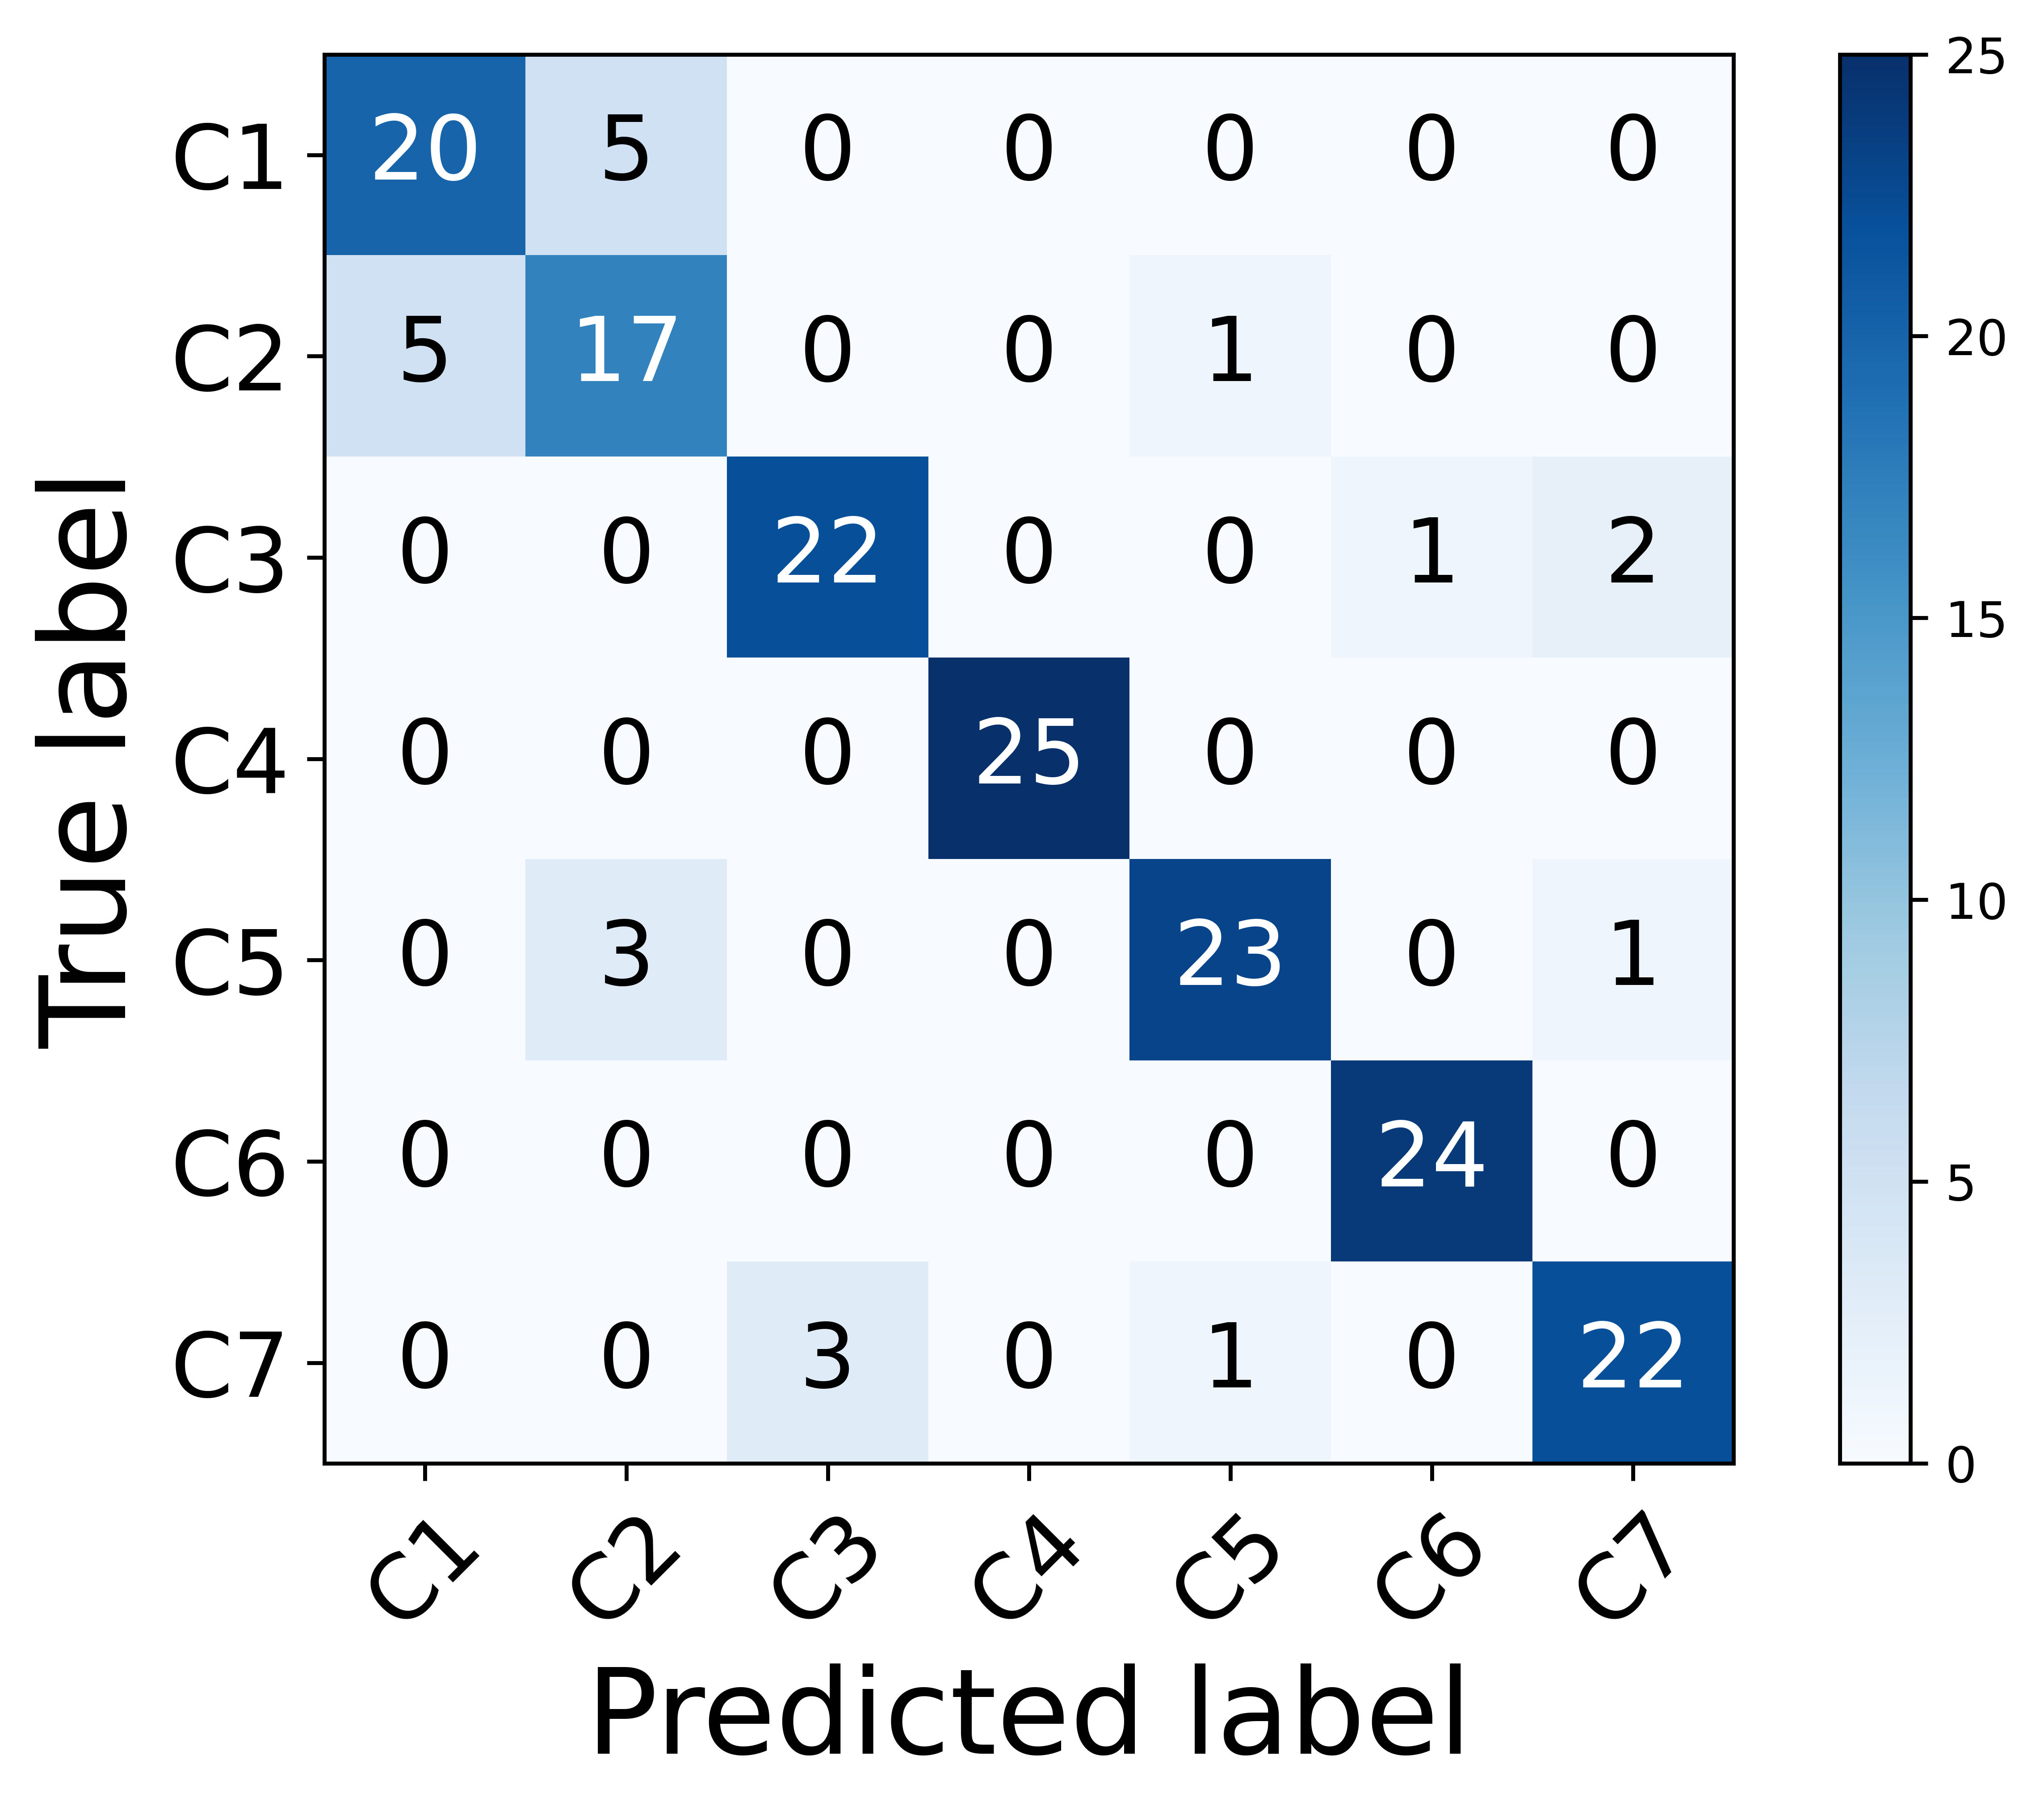 C1 20 5 0 0 0 0 0
C2 5 17 0 0 1 0 0
C3 0 0 22 0 0 1 2
C4 0 0 0 25 0 0 0
C5 0 3 0 0 23 0 1
C6 0 0 0 0 0 24 0
C7 0 0 3 0 1 0 22
C1 C2 C3 C4 C5 C6 C7
Predicted label
True label
25
20
15
10
5
0